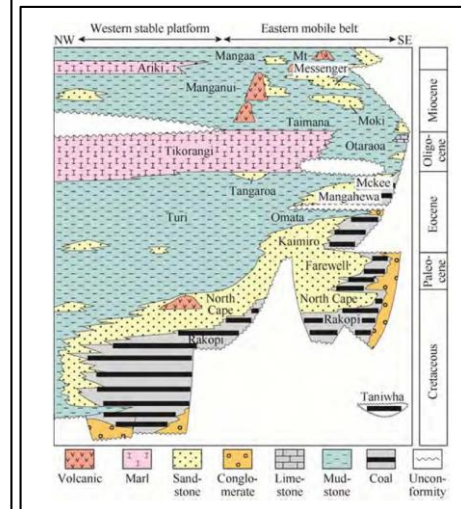 Western stable platform
Eastern mobile belt
NW
SE
Mangaa
Mt
Ariki
Messenger
Manganui
Taimana
Moki
Otaraoa
Tikorangi
Tangaroa
Mckee
Mangahewa
Turi
Omata
Kaimiro
Farewell
North
Cape
North Cape
Rakopi
Rakopi
Taniwha
Miocene
Oligo-
cene
Eocene
Paleo-
cene
Cretaceous
Volcanic
Marl
Sand-
stone
Conglo-
merate
Lime-
stone
Mud-
stone
Coal
Uncon-
formity